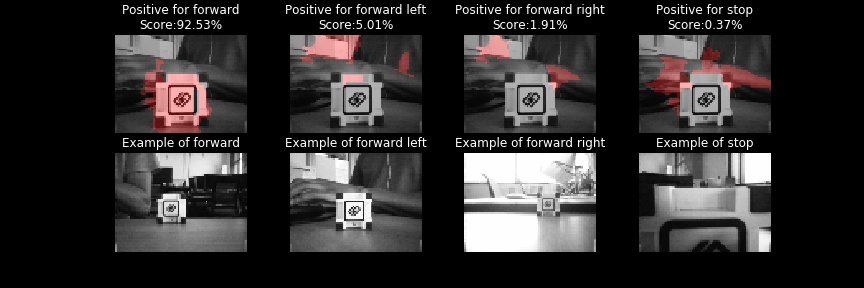 Positive for forward
Score:92.53%
Positive for forward left
Score:5.01%
Positive for forward right
Score:1.91%
Positive for stop
Score:0.37%
Example of forward
Example of forward left
Example of forward right
Example of stop